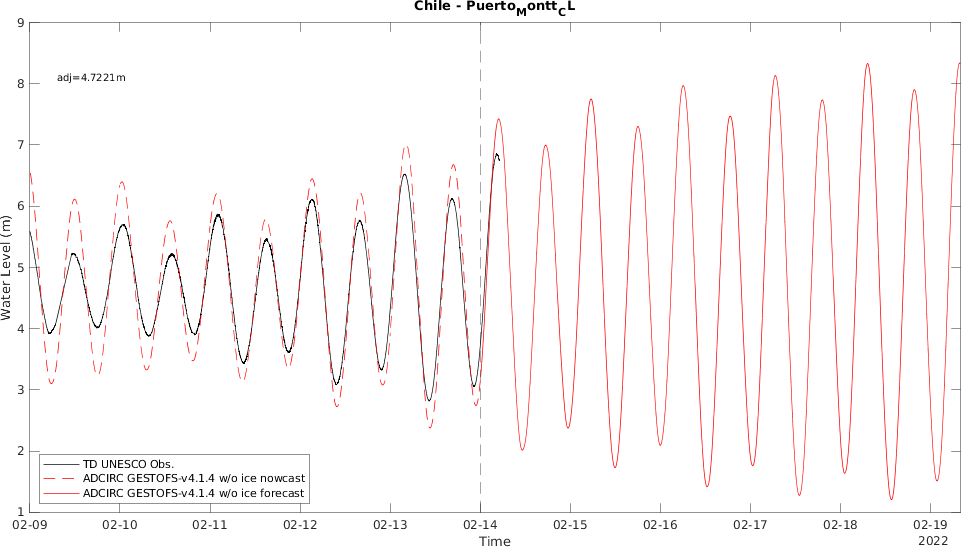 Chile - PuertoMonttCL
adj=4.7221m
Water Level (m)
9
8
7
6
5
4
3
2
1
TD UNESCO Obs.
ADCIRC GESTOFS-v4.1.4 w/o ice nowcast
ADCIRC GESTOFS-v4.1.4 w/o ice forecast
02-09 02-10 02-11 02-12 02-13 02-14 02-15 02-16 02-17 02-18 02-19
Time
2022